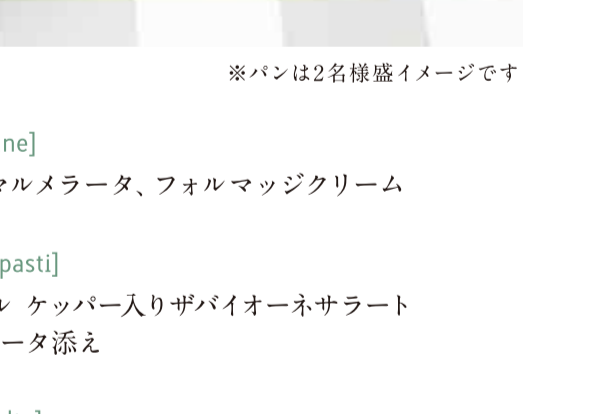 ※パンは2名様盛イメージです
ne]
マルメラータ、フォルマッジクリーム
pasti]
ル ケッパー入りザバイオーネサラート
ータ添え